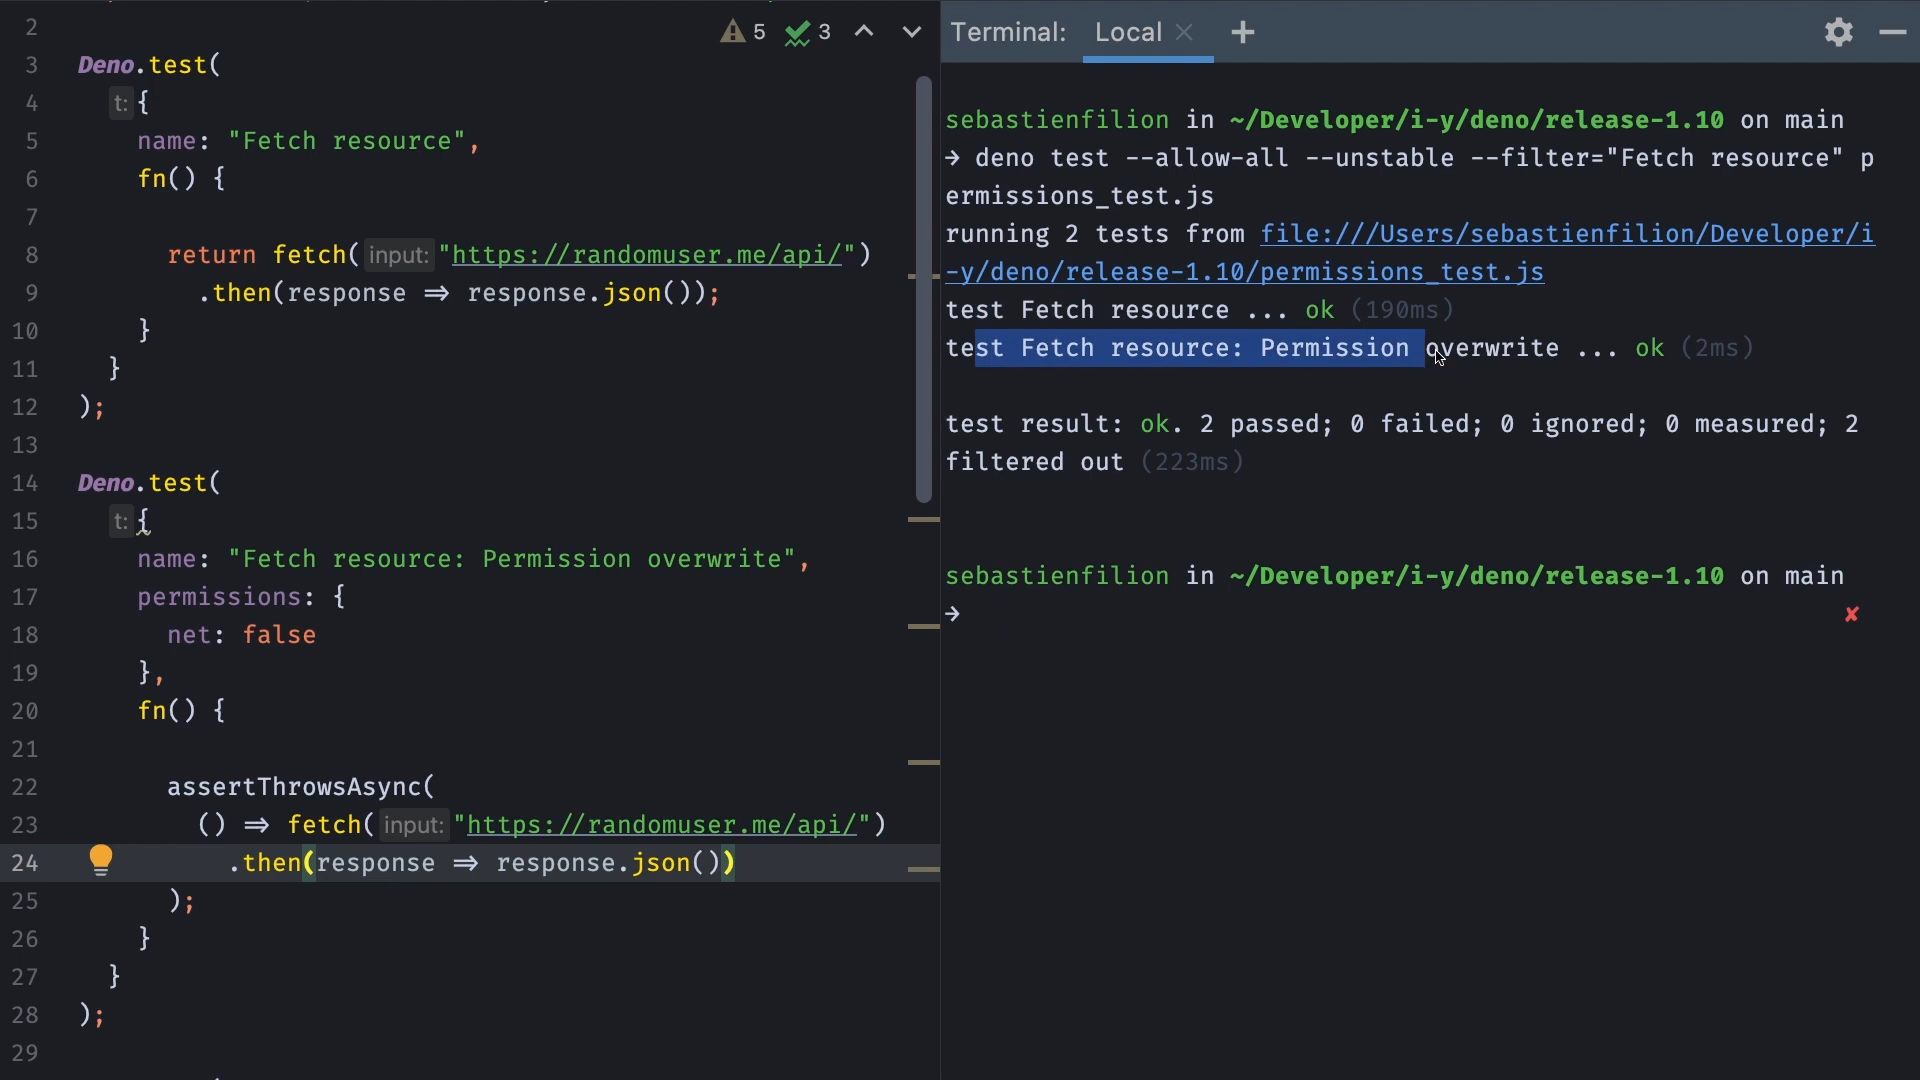 5 3
2
3 Deno.test(
4 t: {
5 name: "Fetch resource",
6 fn() {
7
8 return fetch( input: "https://randomuser.me/api/")
9 .then(response ⇒ response.json());
10 }
11 }
12 );
13
14 Deno.test(
15 t: {
16 name: "Fetch resource: Permission overwrite",
17 permissions: {
18 net: false
19 },
20 fn() {
21
22 assertThrowsAsync(
23 () ⇒ fetch( input: "https://randomuser.me/api/")
24 .then(response ⇒ response.json())
25 );
26 }
27 }
28 );
29
Terminal: Local × +
sebastienfilion in ~/Developer/i-y/deno/release-1.10 on main
→ deno test --allow-all --unstable --filter="Fetch resource" p
ermissions_test.js
running 2 tests from file:///Users/sebastienfilion/Developer/i
-y/deno/release-1.10/permissions_test.js
test Fetch resource ... ok (190ms)
test Fetch resource: Permission overwrite ... ok (2ms)
test result: ok. 2 passed; 0 failed; 0 ignored; 0 measured; 2
filtered out (223ms)
sebastienfilion in ~/Developer/i-y/deno/release-1.10 on main
→ ✘